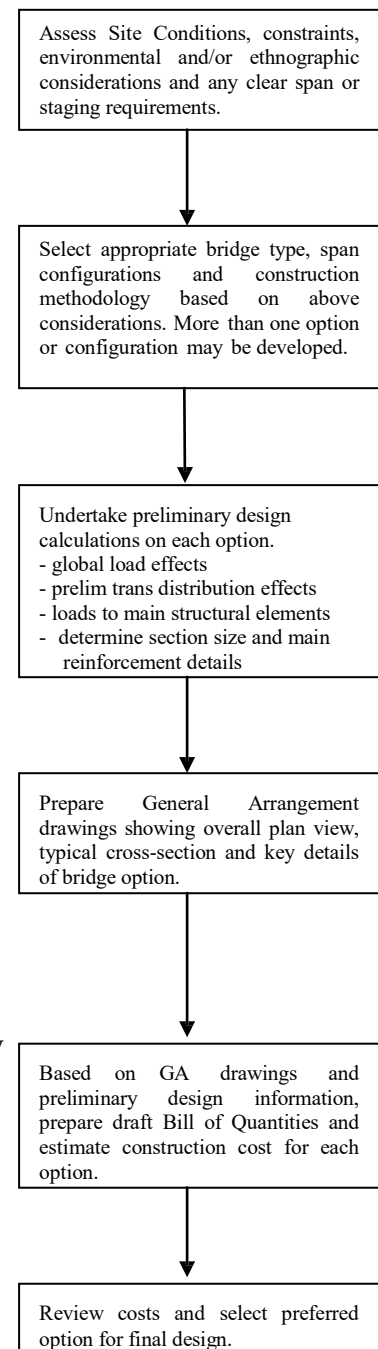 Assess Site Conditions, constraints,
environmental and/or ethnographic
considerations and any clear span or
staging requirements.
Select appropriate bridge type, span
configurations and construction
methodology based on above
considerations. More than one option
or configuration may be developed.
Undertake preliminary design
calculations on each option.
- global load effects
- prelim trans distribution effects
- loads to main structural elements
- determine section size and main
reinforcement details
Prepare General Arrangement
drawings showing overall plan view,
typical cross-section and key details
of bridge option.
Based on GA drawings and
preliminary design information,
prepare draft Bill of Quantities and
estimate construction cost for each
option.
Review costs and select preferred
option for final design.